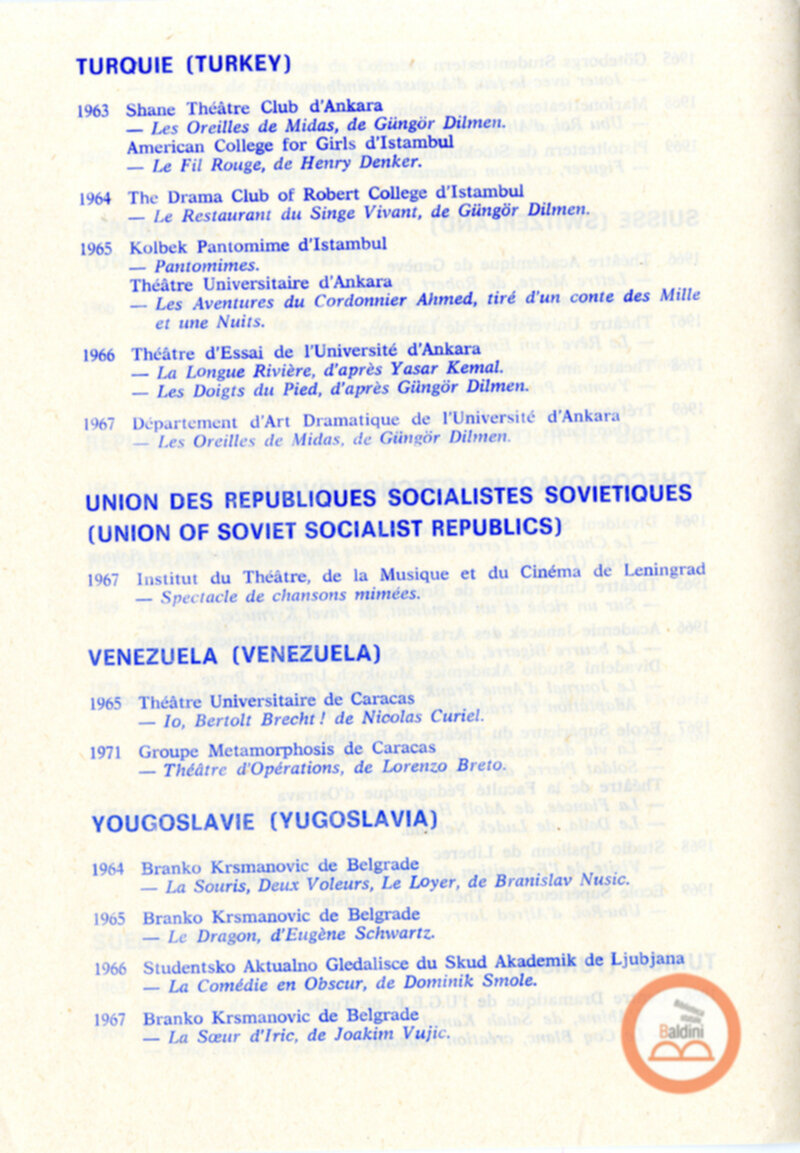 TURQUIE (TURKEY)
1963 Shane Théâtre Club d'Ankara
— Les Oreilles de Midas, de Güngör Dilmen.
American College for Girls d'Istambul
— Le Fil Rouge, de Henry Denker.
1964 The Drama Club of Robert College d'Istambul
— Le Restaurant du Singe Vivant, de Güngör Dilmen.
1965 Kolbek Pantomime d'Istambul
— Pantomimes.
Théâtre Universitaire d'Ankara
— Les Aventures du Cordonnier Ahmed, tiré d'un conte des Mille
et une Nuits.
1966 Théâtre d'Essai de l'Université d'Ankara
— La Longue Rivière, d'après Yasar Kemal.
— Les Doigts du Pied, d'après Güngör Dilmen.
1967 Département d'Art Dramatique de l'Université d'Ankara
— Les Oreilles de Midas, de Güngör Dilmen.
UNION DES REPUBLIQUES SOCIALISTES SOVIETIQUES
(UNION OF SOVIET SOCIALIST REPUBLICS)
1967 Institut du Théâtre, de la Musique et du Cinéma de Leningrad
— Spectacle de chansons mimées.
VENEZUELA (VENEZUELA)
1965 Théâtre Universitaire de Caracas
— Io, Bertolt Brecht ! de Nicolas Curiel.
1971 Groupe Metamorphosis de Caracas
— Théâtre d'Opérations, de Lorenzo Breto.
YOUGOSLAVIE (YUGOSLAVIA)
1964 Branko Krsmanovic de Belgrade
— La Souris, Deux Voleurs, Le Loyer, de Branislav Nusic.
1965 Branko Krsmanovic de Belgrade
— Le Dragon, d'Eugène Schwartz.
1966 Studentsko Aktualno Gledalisce du Skud Akademik de Ljubjana
— La Comédie en Obscur, de Dominik Smole.
1967 Branko Krsmanovic de Belgrade
— La Sœur d'Iric, de Joakim Vujic.
Biblioteca
statale
Baldini